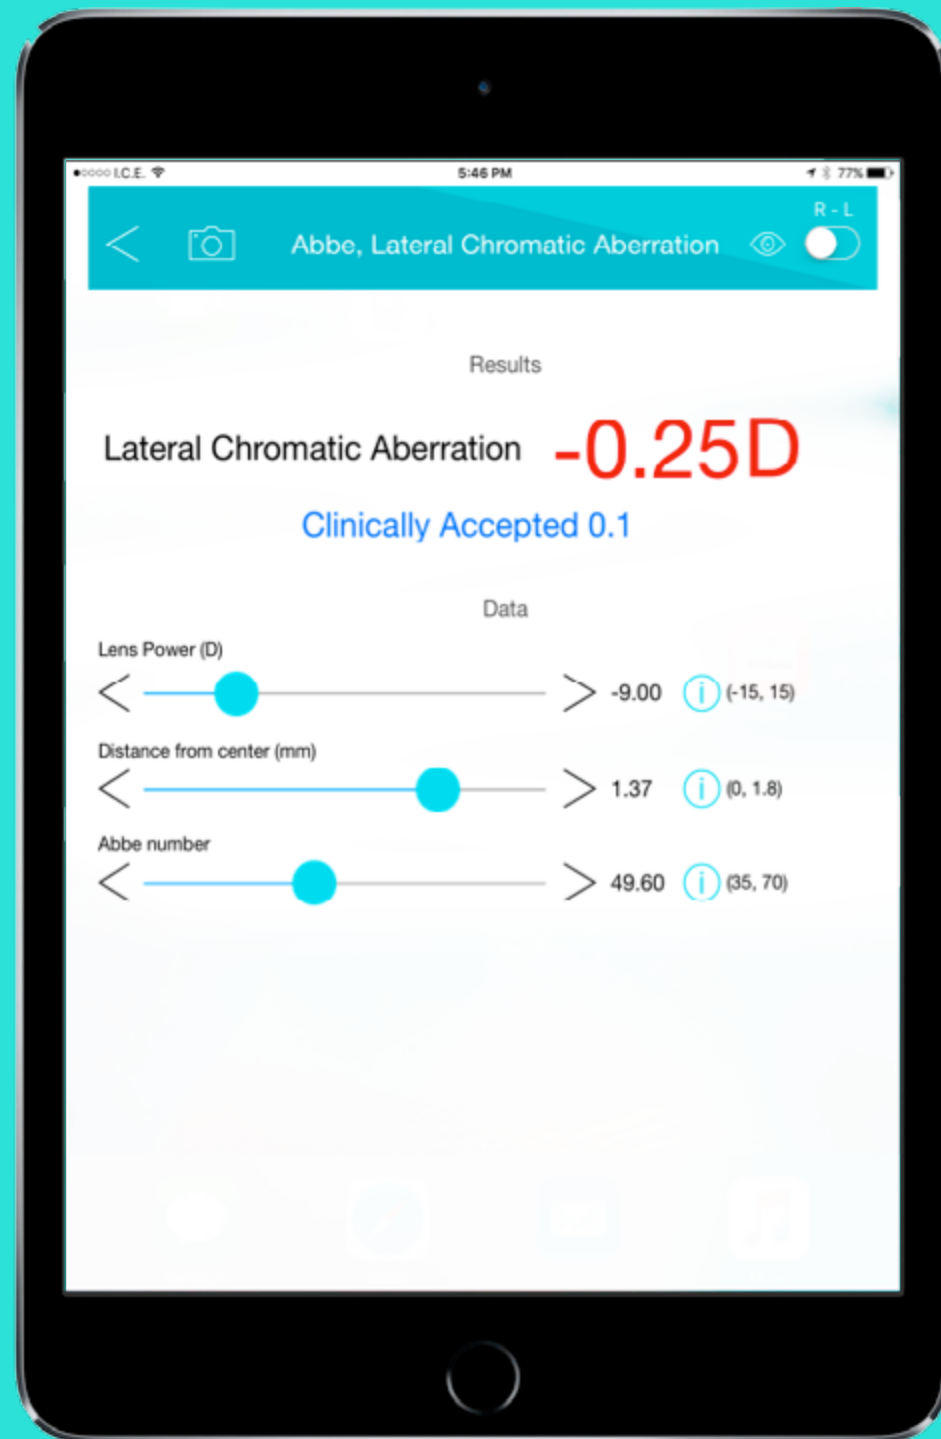 I.C.E. 5:46 PM 77%
R - L
Abbe, Lateral Chromatic Aberration
Results
Lateral Chromatic Aberration -0.25D
Clinically Accepted 0.1
Data
Lens Power (D)
-9.00 i (-15, 15)
Distance from center (mm)
1.37 i (0, 1.8)
Abbe number
49.60 i (35, 70)